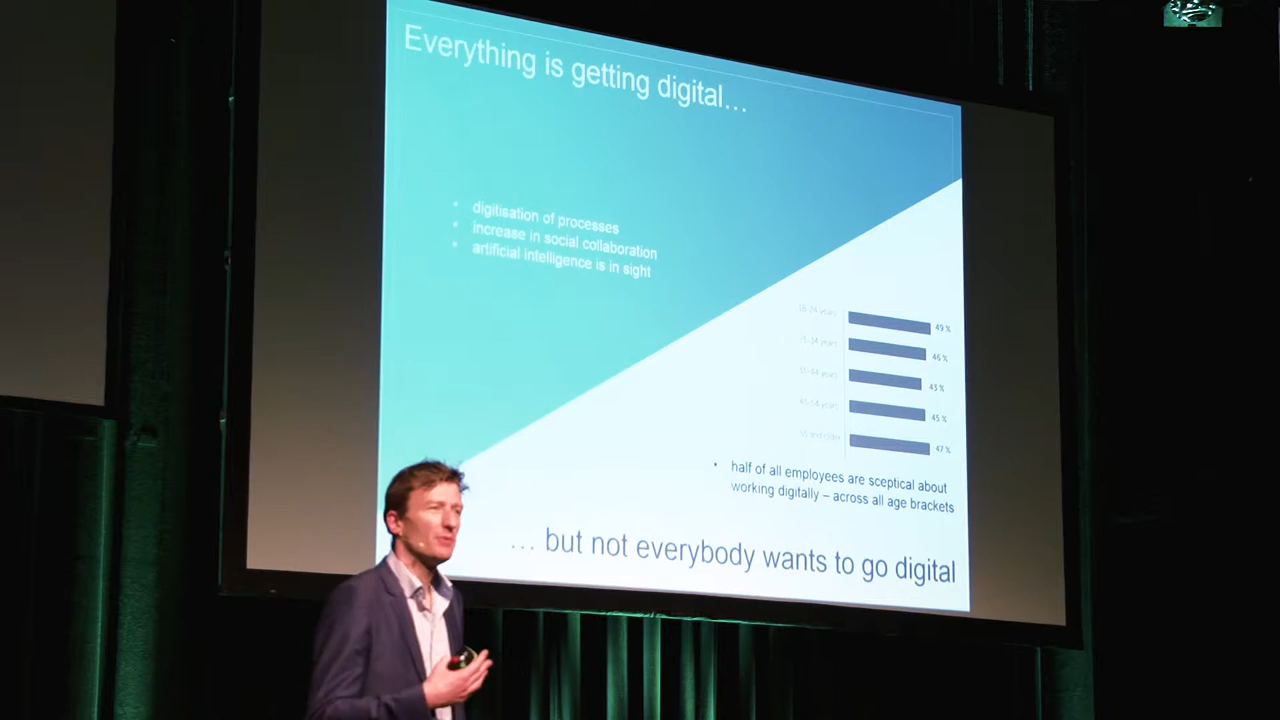 Everything is getting digital...
• digitisation of processes
• increase in social collaboration
• artificial intelligence is in sight
49 %
46 %
43 %
45 %
47 %
• half of all employees are sceptical about
working digitally – across all age brackets
... but not everybody wants to go digital